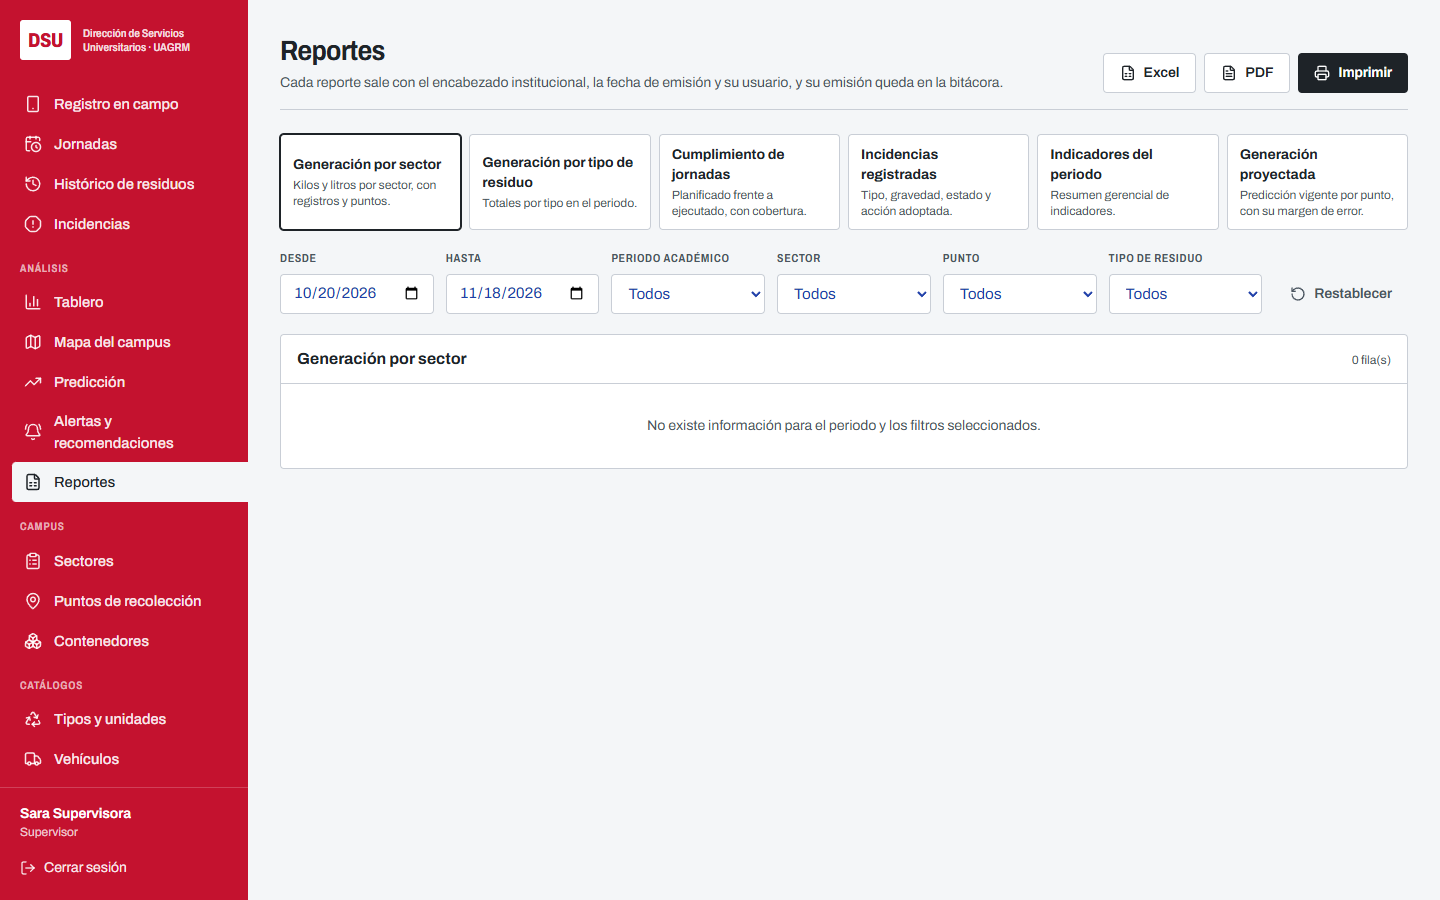 DSU
Dirección de Servicios
Universitarios · UAGRM
Registro en campo
Jornadas
Histórico de residuos
Incidencias
ANÁLISIS
Tablero
Mapa del campus
Predicción
Alertas y
recomendaciones
Reportes
CAMPUS
Sectores
Puntos de recolección
Contenedores
CATÁLOGOS
Tipos y unidades
Vehículos
Sara Supervisora
Supervisor
Cerrar sesión
Reportes
Cada reporte sale con el encabezado institucional, la fecha de emisión y su usuario, y su emisión queda en la bitácora.
Excel
PDF
Imprimir
Generación por sector
Kilos y litros por sector, con
registros y puntos.
Generación por tipo de
residuo
Totales por tipo en el periodo.
Cumplimiento de
jornadas
Planificado frente a
ejecutado, con cobertura.
Incidencias
registradas
Tipo, gravedad, estado y
acción adoptada.
Indicadores del
periodo
Resumen gerencial de
indicadores.
Generación
proyectada
Predicción vigente por punto,
con su margen de error.
DESDE
10/20/2026
HASTA
11/18/2026
PERIODO ACADÉMICO
Todos
SECTOR
Todos
PUNTO
Todos
TIPO DE RESIDUO
Todos
Restablecer
Generación por sector
0 fila(s)
No existe información para el periodo y los filtros seleccionados.